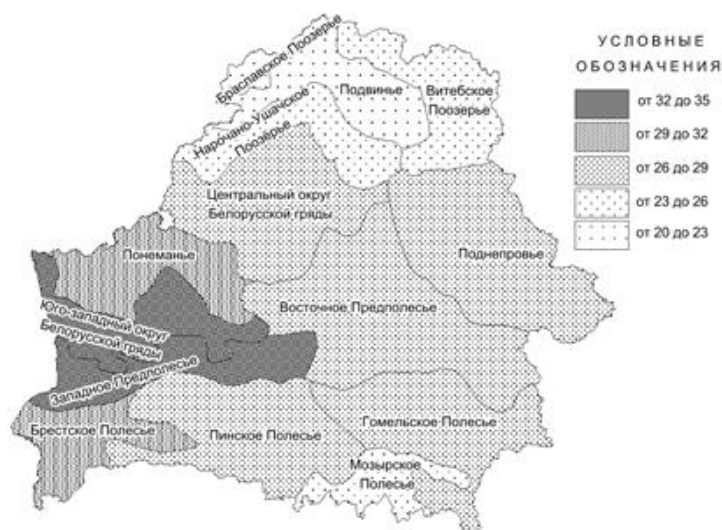 УСЛОВНЫЕ
ОБОЗНАЧЕНИЯ
от 32 до 35
от 29 до 32
от 26 до 29
от 23 до 26
от 20 до 23
Браславское Поозерье
Подвинье
Витебское
Поозерье
Нарочано-Ушачское
Поозерье
Центральный округ
Белорусской гряды
Понеманье
Поднепровье
Восточное Предполесье
Юго-западный округ
Белорусской гряды
Западное Предполесье
Брестское Полесье
Пинское Полесье
Гомельское Полесье
Мозырское
Полесье